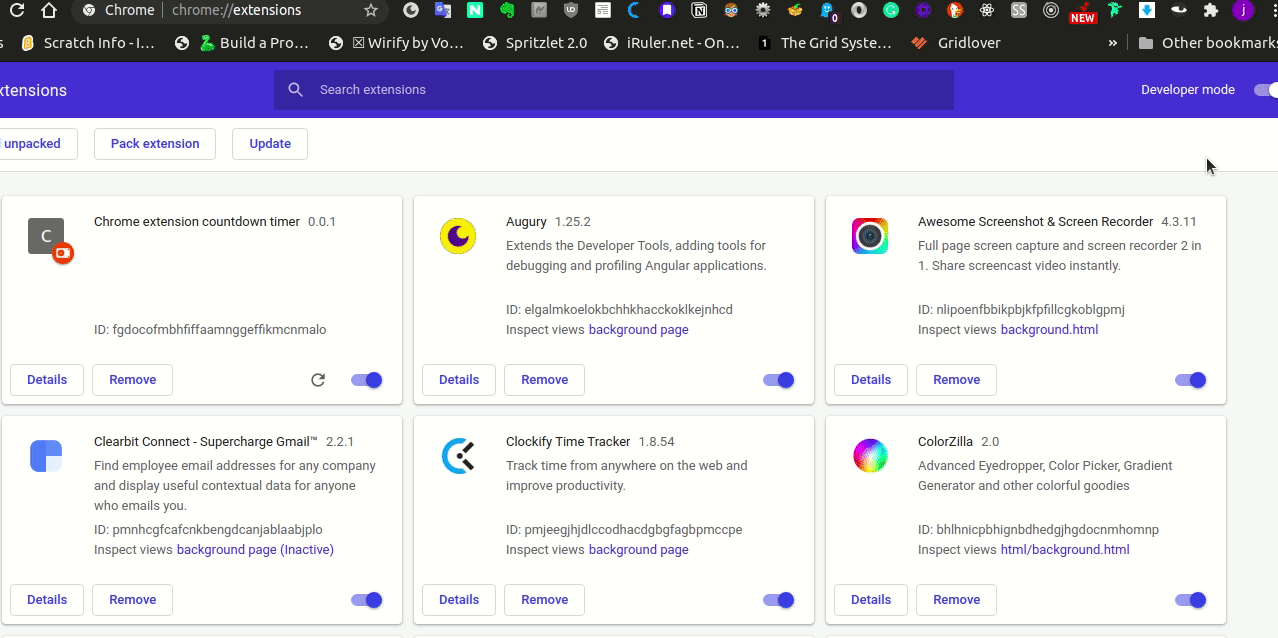 Chrome chrome://extensions
0
NEW
j
s Scratch Info - I... Build a Pro... Wirify by Vo... Spritzlet 2.0 iRuler.net - On... 1 The Grid Syste... Gridlover » Other bookmarks
xtensions
Search extensions
Developer mode
unpacked
Pack extension
Update
C
Chrome extension countdown timer 0.0.1
ID: fgdocofmbhfiffaamnggeffikmcnmalo
Details
Remove
Augury 1.25.2
Extends the Developer Tools, adding tools for
debugging and profiling Angular applications.
ID: elgalmkoelokbchhkhacckoklkejnhcd
Inspect views background page
Details
Remove
Awesome Screenshot & Screen Recorder 4.3.11
Full page screen capture and screen recorder 2 in
1. Share screencast video instantly.
ID: nlipoenfbbikpbjkfpfillcgkoblgpmj
Inspect views background.html
Details
Remove
Clearbit Connect - Supercharge Gmail™ 2.2.1
Find employee email addresses for any company
and display useful contextual data for anyone
who emails you.
ID: pmnhcgfcafcnkbengdcanjablaabjplo
Inspect views background page (Inactive)
Details
Remove
Clockify Time Tracker 1.8.54
Track time from anywhere on the web and
improve productivity.
ID: pmjeegjhjdlccodhacdgbgfagbpmccpe
Inspect views background page
Details
Remove
ColorZilla 2.0
Advanced Eyedropper, Color Picker, Gradient
Generator and other colorful goodies
ID: bhlhnicpbhignbdhedgjhgdocnmhomnp
Inspect views html/background.html
Details
Remove